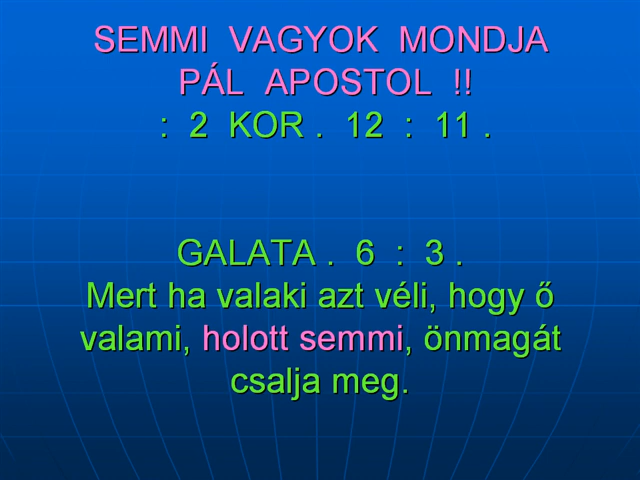 SEMMI VAGYOK MONDJA
PÁL APOSTOL !!
: 2 KOR . 12 : 11 .
GALATA . 6 : 3 .
Mert ha valaki azt véli, hogy ő
valami, holott semmi, önmagát
csalja meg.